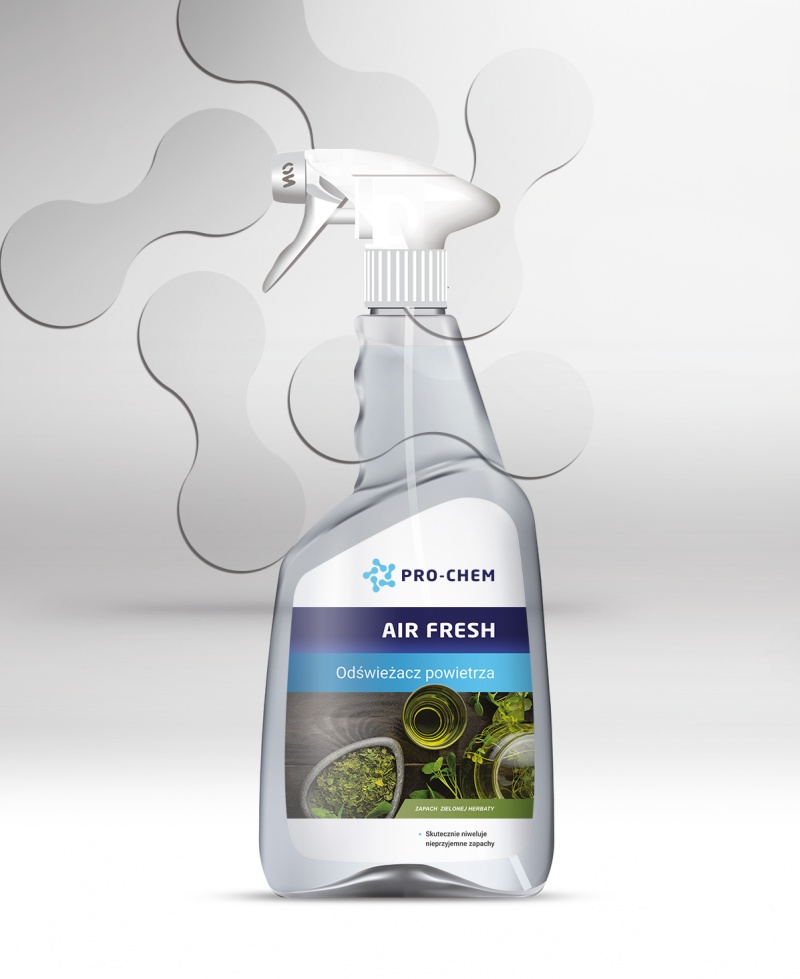 PRO-CHEM
AIR FRESH
Odświeżacz powietrza
ZAPACH ZIELONEJ HERBATY
Skutecznie niweluje
nieprzyjemne zapachy